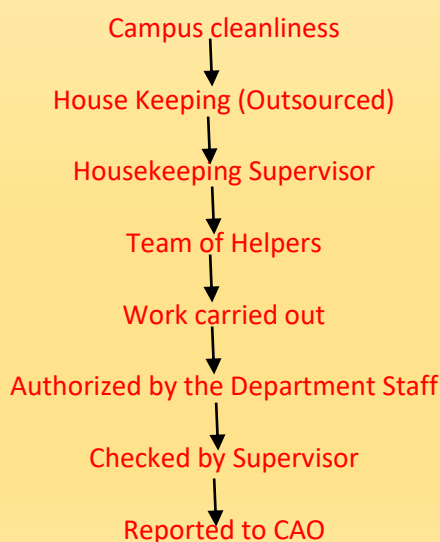 Campus cleanliness
House Keeping (Outsourced)
Housekeeping Supervisor
Team of Helpers
Work carried out
Authorized by the Department Staff
Checked by Supervisor
Reported to CAO